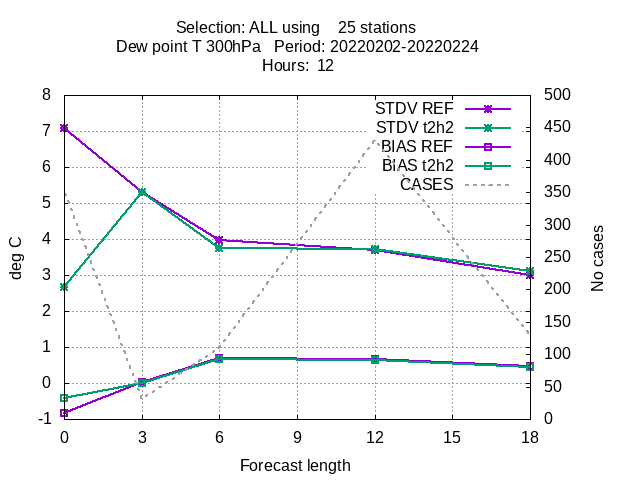 Selection: ALL using    25 stations
Dew point T 300hPa   Period: 20220202-20220224
Hours:  12
STDV REF
STDV t2h2
BIAS REF
BIAS t2h2
CASES
8
7
6
5
4
3
2
1
0
-1
deg C
500
450
400
350
300
250
200
150
100
50
0
No cases
0 3 6 9 12 15 18
Forecast length